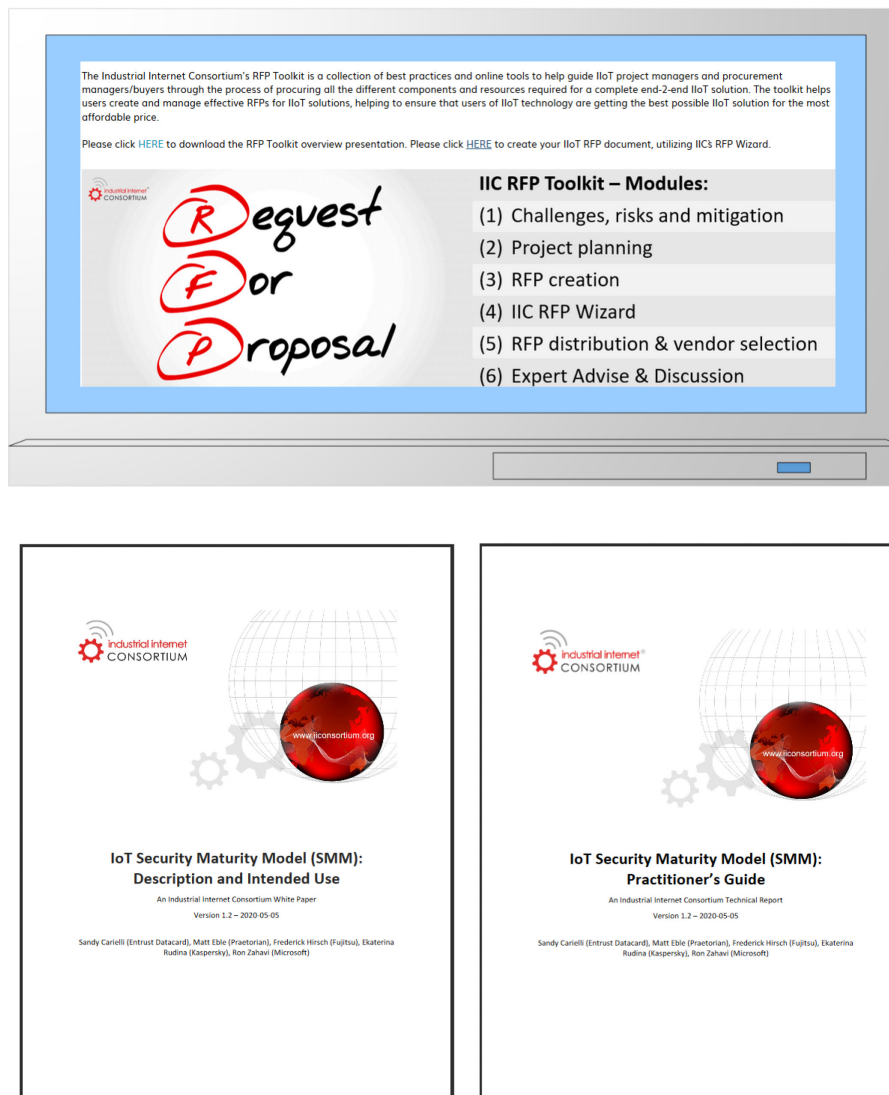 The Industrial Internet Consortium's RFP Toolkit is a collection of best practices and online tools to help guide IIoT project managers and procurement
managers/buyers through the process of procuring all the different components and resources required for a complete end-2-end IIoT solution. The toolkit helps
users create and manage effective RFPs for IIoT solutions, helping to ensure that users of IIoT technology are getting the best possible IIoT solution for the most
affordable price.
Please click HERE to download the RFP Toolkit overview presentation. Please click HERE to create your IIoT RFP document, utilizing IIC's RFP Wizard.
industrial internet®
CONSORTIUM
Request
For
Proposal
IIC RFP Toolkit – Modules:
(1) Challenges, risks and mitigation
(2) Project planning
(3) RFP creation
(4) IIC RFP Wizard
(5) RFP distribution & vendor selection
(6) Expert Advise & Discussion
industrial internet
CONSORTIUM
www.iiconsortium.org
IoT Security Maturity Model (SMM):
Description and Intended Use
An Industrial Internet Consortium White Paper
Version 1.2 – 2020-05-05
Sandy Carielli (Entrust Datacard), Matt Eble (Praetorian), Frederick Hirsch (Fujitsu), Ekaterina
Rudina (Kaspersky), Ron Zahavi (Microsoft)
industrial internet®
CONSORTIUM
www.iiconsortium.org
IoT Security Maturity Model (SMM):
Practitioner's Guide
An Industrial Internet Consortium Technical Report
Version 1.2 – 2020-05-05
Sandy Carielli (Entrust Datacard), Matt Eble (Praetorian), Frederick Hirsch (Fujitsu), Ekaterina
Rudina (Kaspersky), Ron Zahavi (Microsoft)